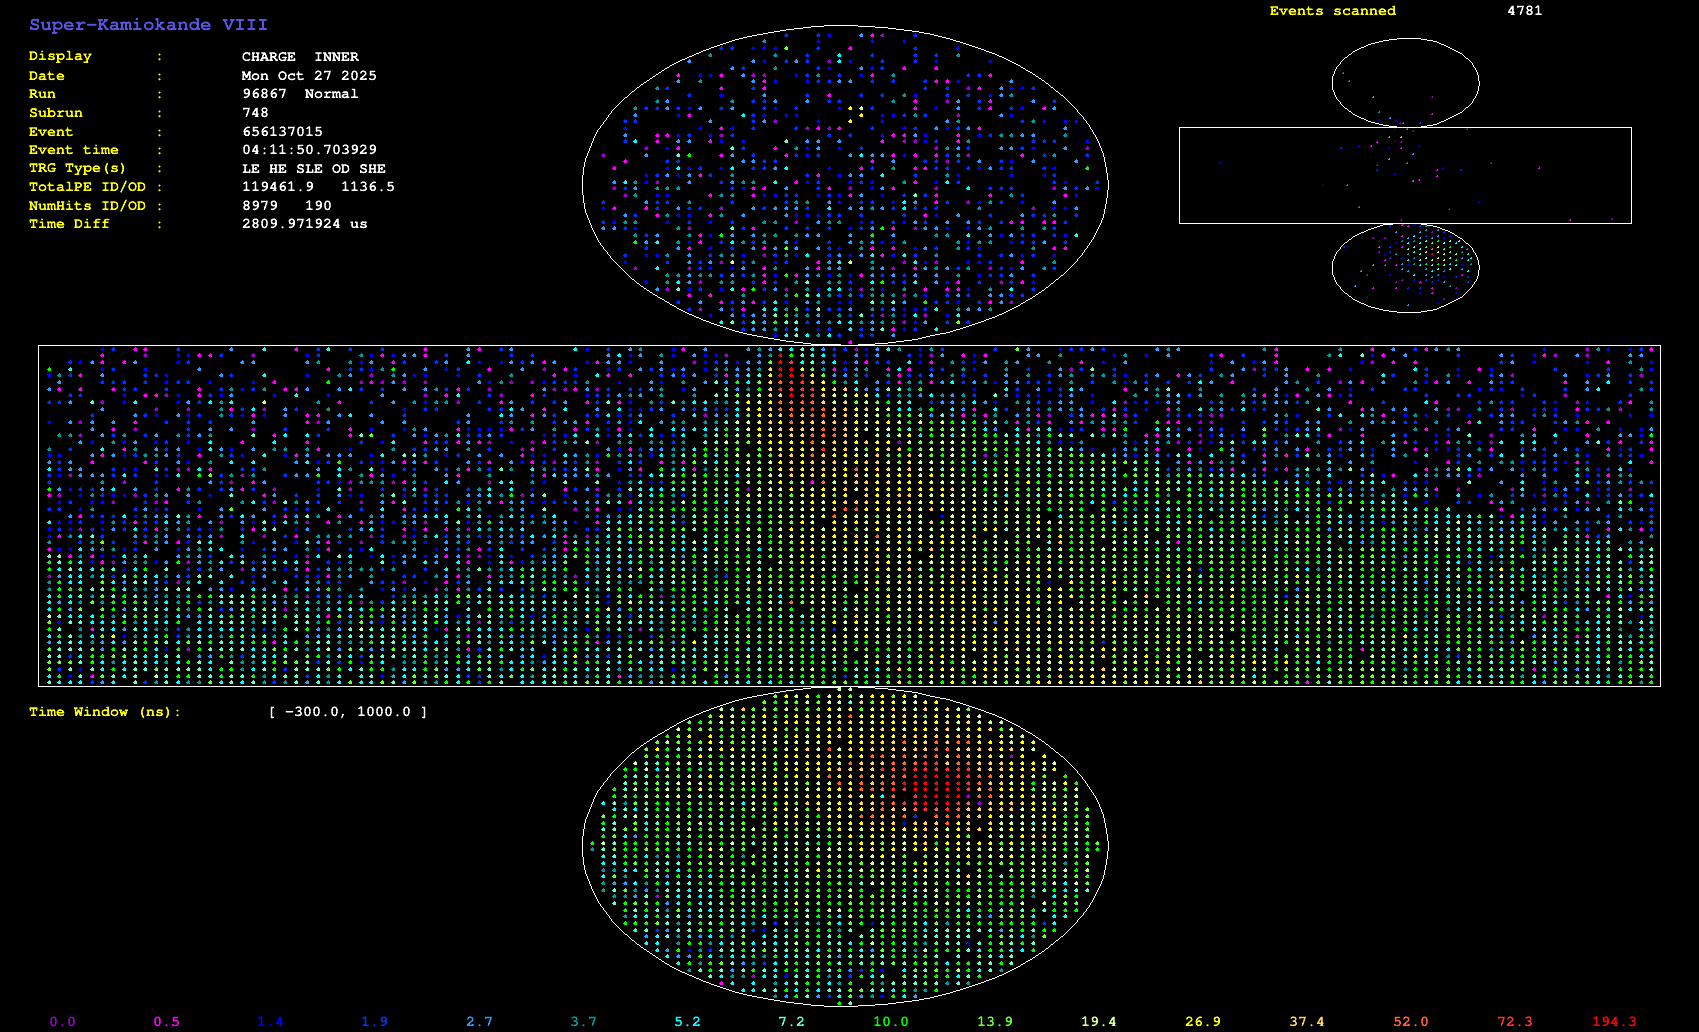 Super-Kamiokande VIII
Display : CHARGE INNER
Date : Mon Oct 27 2025
Run : 96867 Normal
Subrun : 748
Event : 656137015
Event time : 04:11:50.703929
TRG Type(s) : LE HE SLE OD SHE
TotalPE ID/OD : 119461.9 1136.5
NumHits ID/OD : 8979 190
Time Diff : 2809.971924 us
Events scanned 4781
Time Window (ns): [ -300.0, 1000.0 ]
0.0 0.5 1.4 1.9 2.7 3.7 5.2 7.2 10.0 13.9 19.4 26.9 37.4 52.0 72.3 194.3